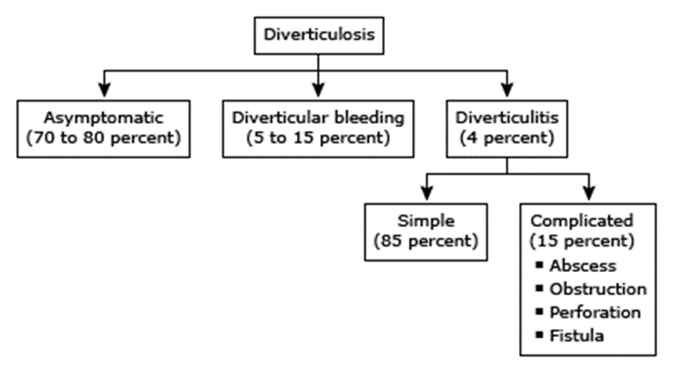 Diverticulosis
Asymptomatic
(70 to 80 percent)
Diverticular bleeding
(5 to 15 percent)
Diverticulitis
(4 percent)
Simple
(85 percent)
Complicated
(15 percent)
▪ Abscess
▪ Obstruction
▪ Perforation
▪ Fistula